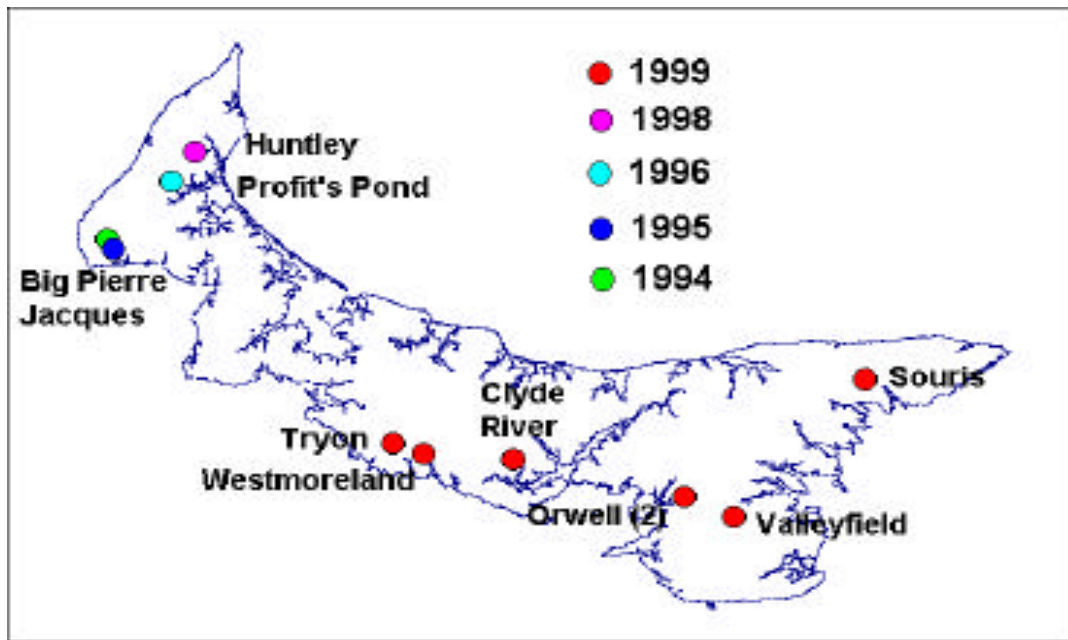 1999
1998
1996
1995
1994
Huntley
Profit's Pond
Big Pierre
Jacques
Clyde
River
Souris
Tryon
Westmoreland
Orwell (2)
Valleyfield